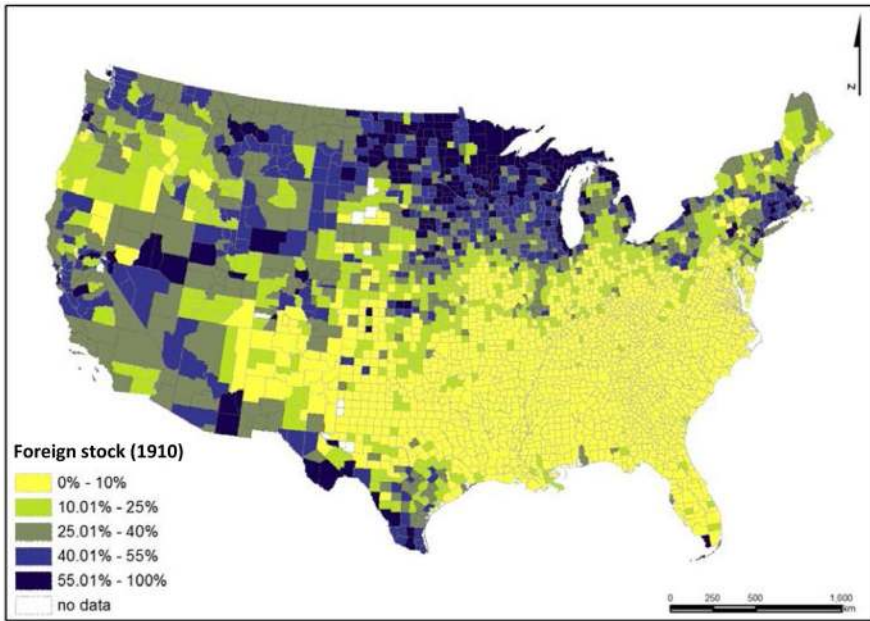 N
Foreign stock (1910)
0% - 10%
10.01% - 25%
25.01% - 40%
40.01% - 55%
55.01% - 100%
no data
0 250 500 1,000
km